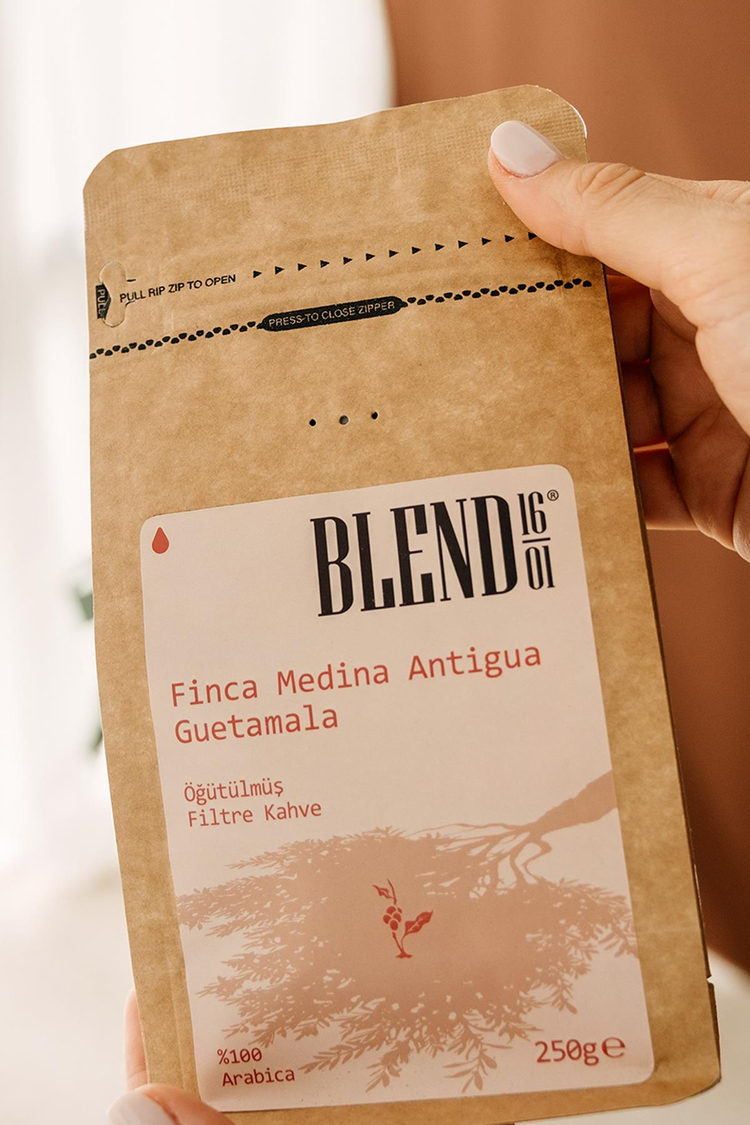 PULL
PULL RIP ZIP TO OPEN
PRESS-TO CLOSE ZIPPER
BLEND 16 ®
01
Finca Medina Antigua
Guetamala
Öğütülmüş
Filtre Kahve
%100
Arabica
250g ℮